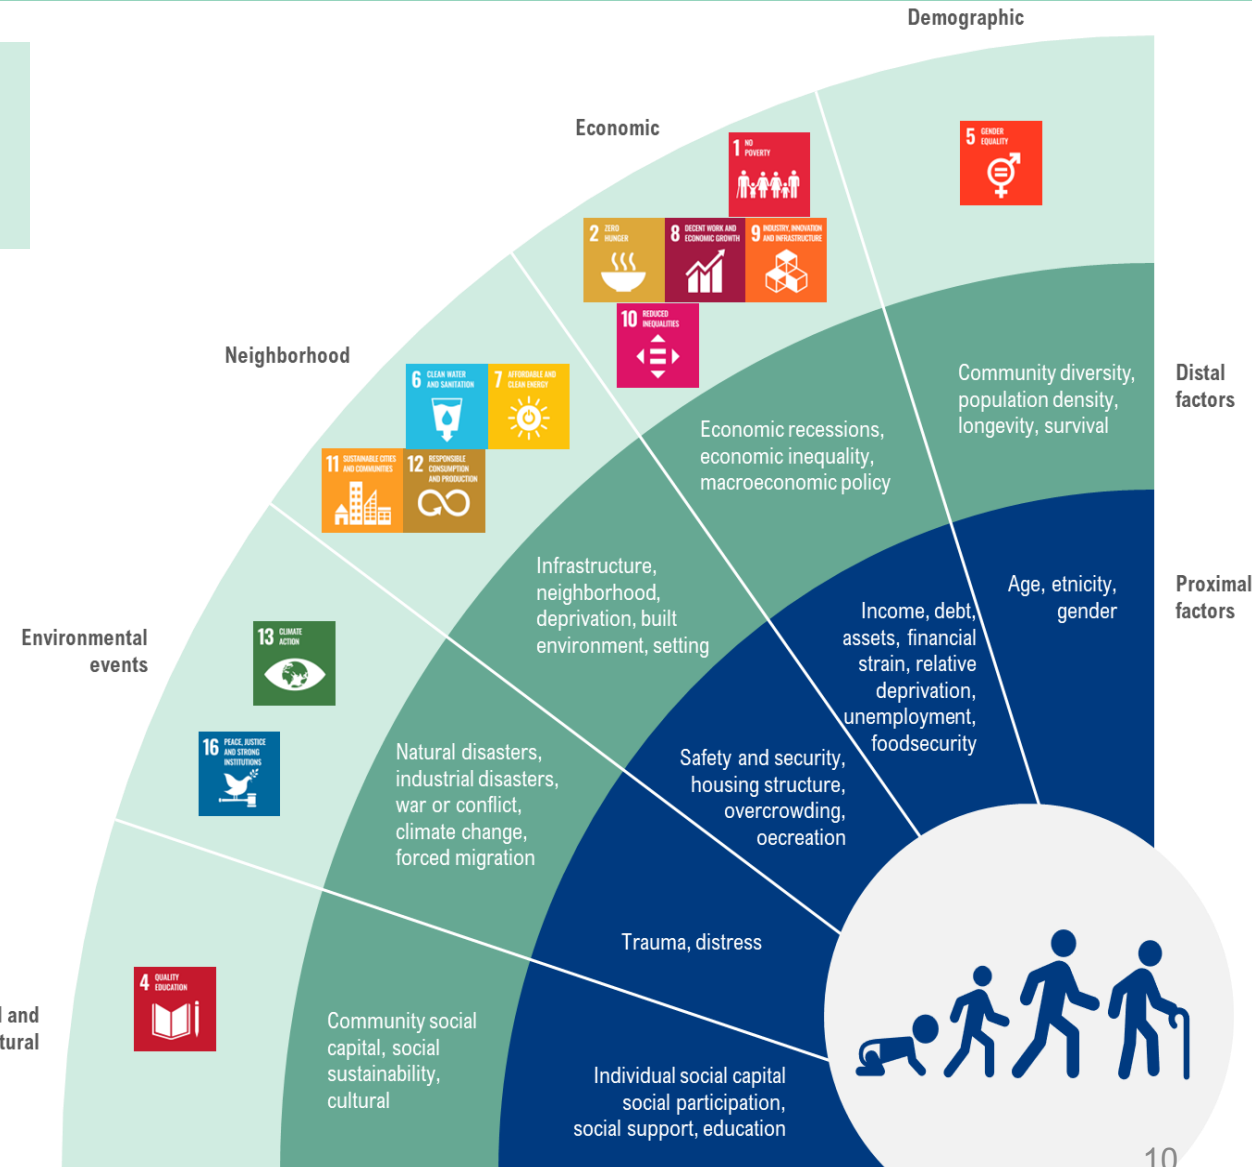 Demographic
Economic
1 NO
POVERTY
5 GENDER
EQUALITY
2 ZERO
HUNGER
8 DECENT WORK AND
ECONOMIC GROWTH
9 INDUSTRY, INNOVATION
AND INFRASTRUCTURE
10 REDUCED
INEQUALITIES
Neighborhood
6 CLEAN WATER
AND SANITATION
7 AFFORDABLE AND
CLEAN ENERGY
11 SUSTAINABLE CITIES
AND COMMUNITIES
12 RESPONSIBLE
CONSUMPTION
AND PRODUCTION
Community diversity,
population density,
longevity, survival
Distal
factors
Economic recessions,
economic inequality,
macroeconomic policy
Infrastructure,
neighborhood,
deprivation, built
environment, setting
Age, etnicity,
gender
Proximal
factors
Income, debt,
assets, financial
strain, relative
deprivation,
unemployment,
foodsecurity
Environmental
events
13 CLIMATE
ACTION
16 PEACE, JUSTICE
AND STRONG
INSTITUTIONS
Natural disasters,
industrial disasters,
war or conflict,
climate change,
forced migration
Safety and security,
housing structure,
overcrowding,
oecreation
Trauma, distress
4 QUALITY
EDUCATION
and
Community social
capital, social
sustainability,
cultural
Individual social capital
social participation,
social support, education
10